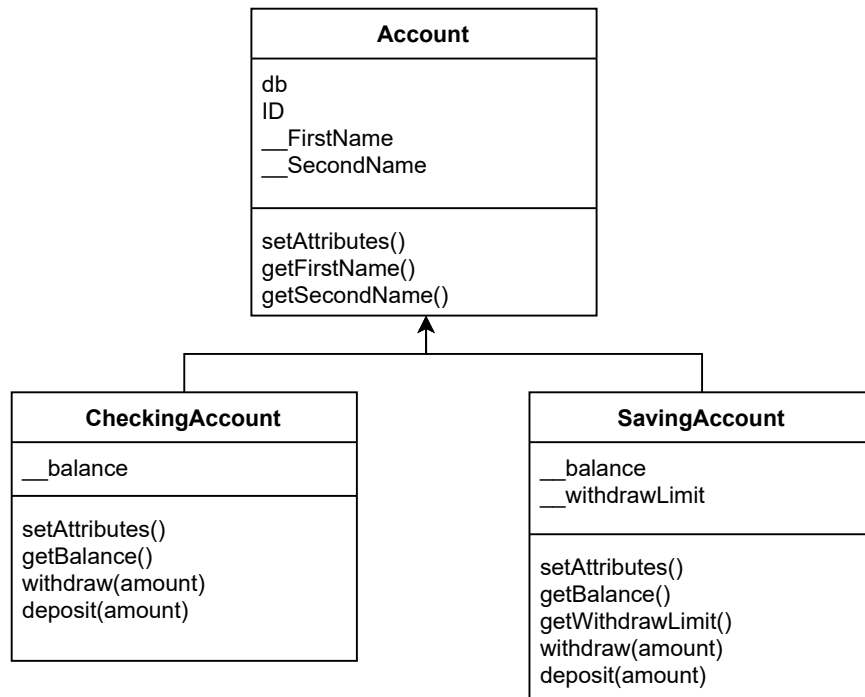 Account
db
ID
__FirstName
__SecondName
setAttributes()
getFirstName()
getSecondName()
CheckingAccount
__balance
setAttributes()
getBalance()
withdraw(amount)
deposit(amount)
SavingAccount
__balance
__withdrawLimit
setAttributes()
getBalance()
getWithdrawLimit()
withdraw(amount)
deposit(amount)